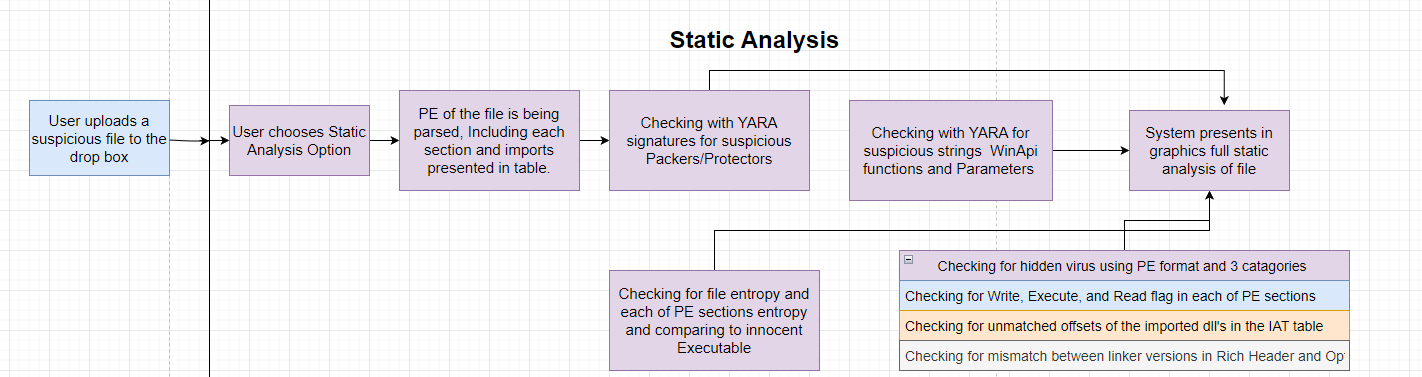 Static Analysis
User uploads a
suspicious file to the
drop box
User chooses Static
Analysis Option
PE of the file is being
parsed, Including each
section and imports
presented in table.
Checking with YARA
signatures for suspicious
Packers/Protectors
Checking with YARA for
suspicious strings WinApi
functions and Parameters
System presents in
graphics full static
analysis of file
Checking for file entropy and
each of PE sections entropy
and comparing to innocent
Executable
Checking for hidden virus using PE format and 3 catagories
Checking for Write, Execute, and Read flag in each of PE sections
Checking for unmatched offsets of the imported dll's in the IAT table
Checking for mismatch between linker versions in Rich Header and